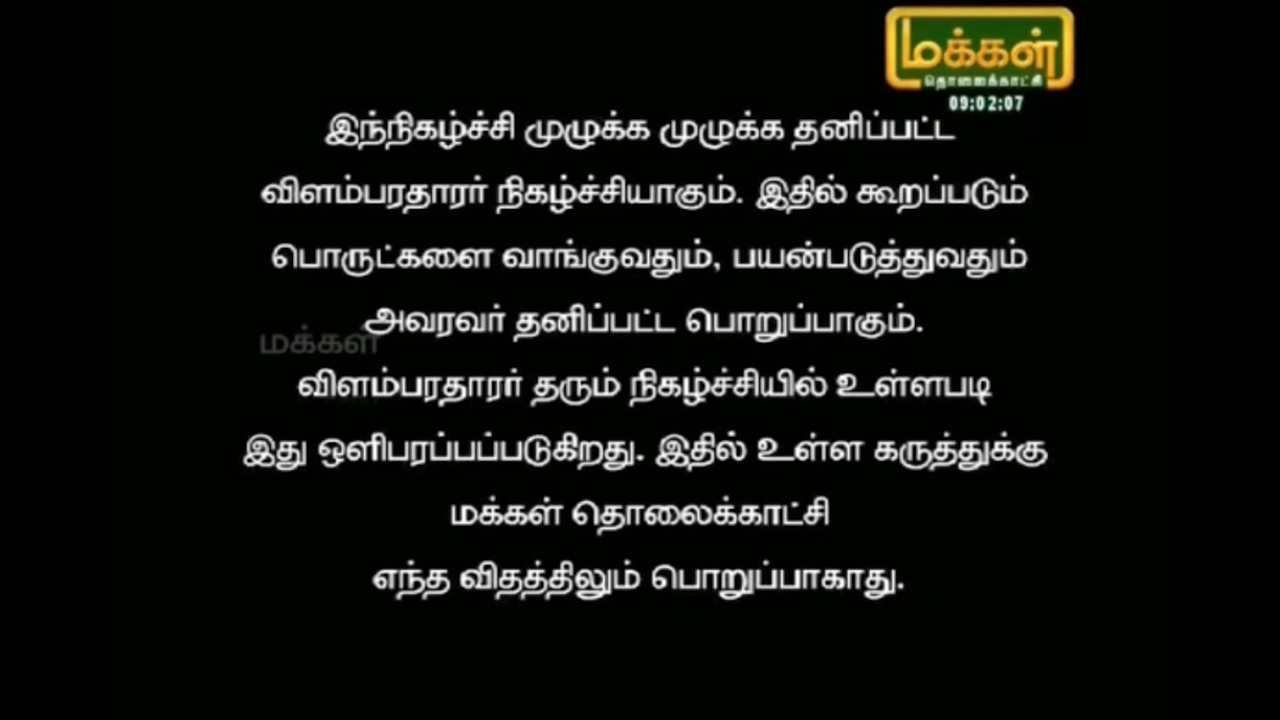 மக்கள்
தொலைக்காட்சி
09:02:07
இந்நிகழ்ச்சி முழுக்க முழுக்க தனிப்பட்ட
விளம்பரதாரர் நிகழ்ச்சியாகும். இதில் கூறப்படும்
பொருட்களை வாங்குவதும், பயன்படுத்துவதும்
அவரவர் தனிப்பட்ட பொறுப்பாகும்.
மக்கள்
விளம்பரதாரர் தரும் நிகழ்ச்சியில் உள்ளபடி
இது ஒளிபரப்பப்படுகிறது. இதில் உள்ள கருத்துக்கு
மக்கள் தொலைக்காட்சி
எந்த விதத்திலும் பொறுப்பாகாது.